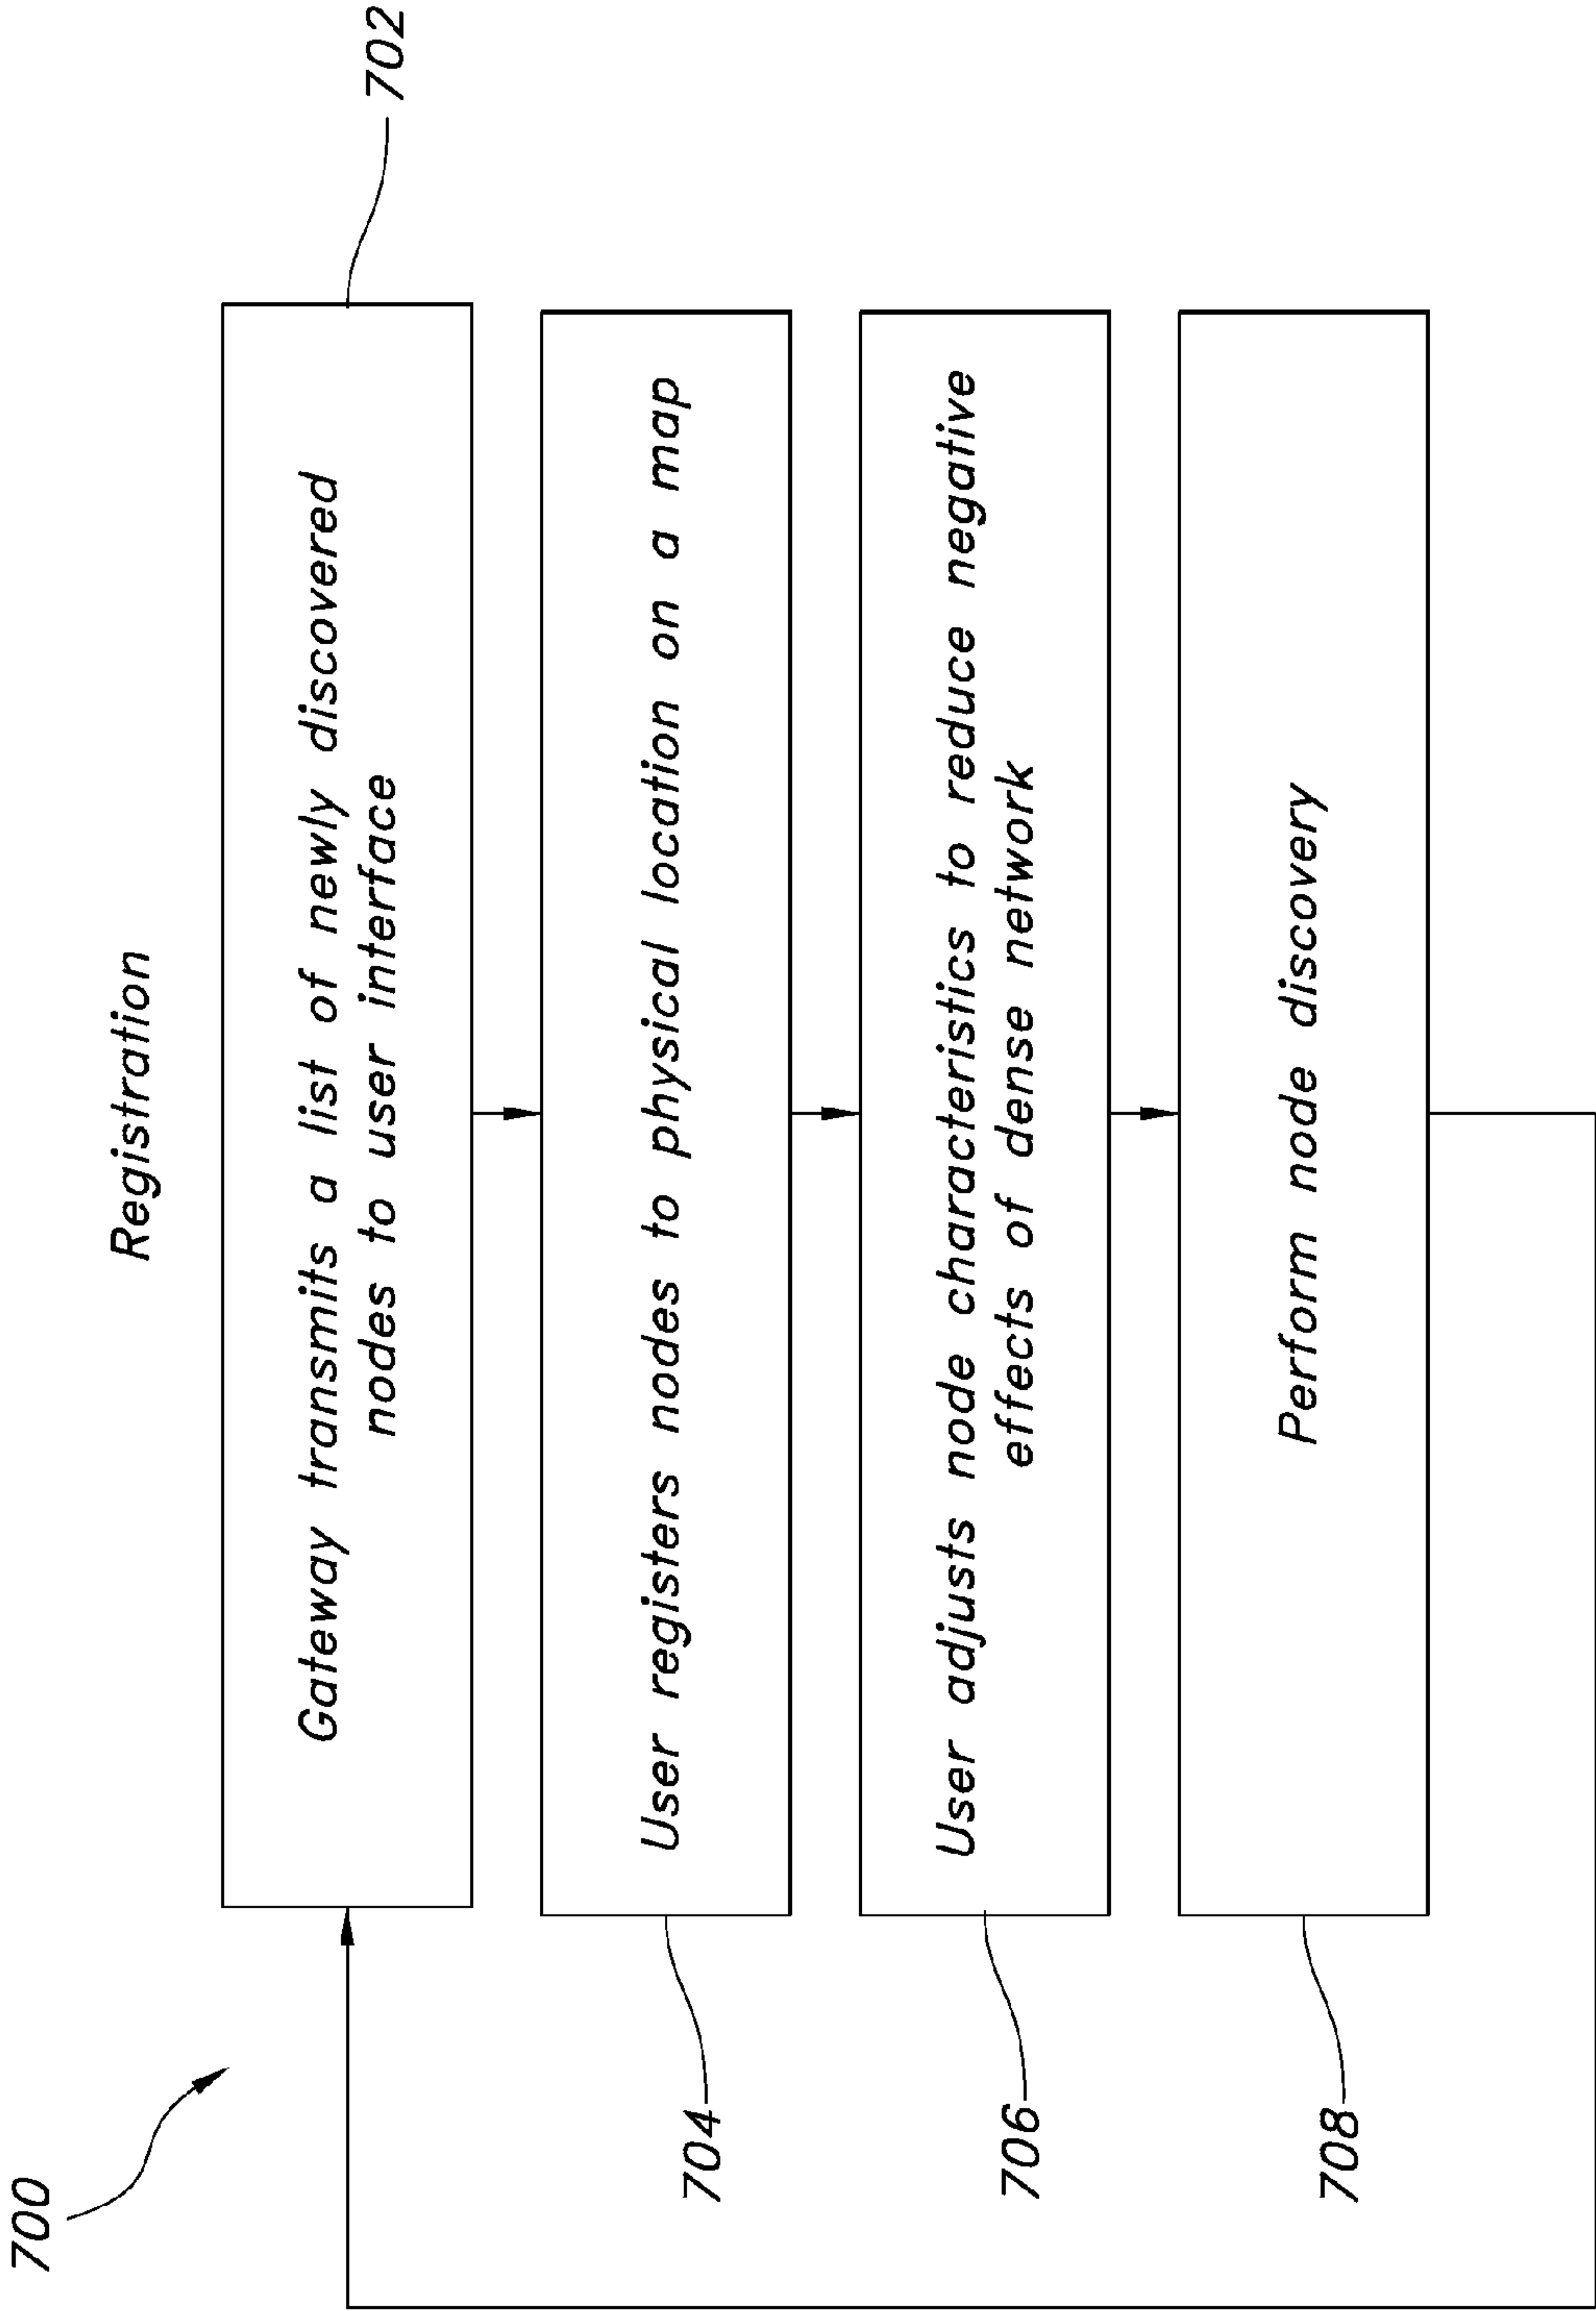 700
Registration
702
Gateway transmits a list of newly discovered
nodes to user interface
704
User registers nodes to physical location on a map
706
User adjusts node characteristics to reduce negative
effects of dense network
708
Perform node discovery